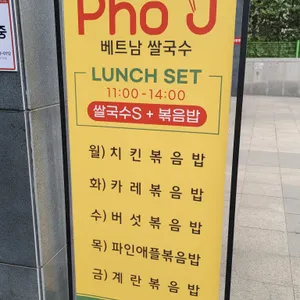 Pho J
베트남 쌀국수
LUNCH SET
11:00-14:00
쌀국수S + 볶음밥
월) 치킨볶음밥
화) 카레볶음밥
수) 버섯볶음밥
목) 파인애플볶음밥
금) 계란볶음밥